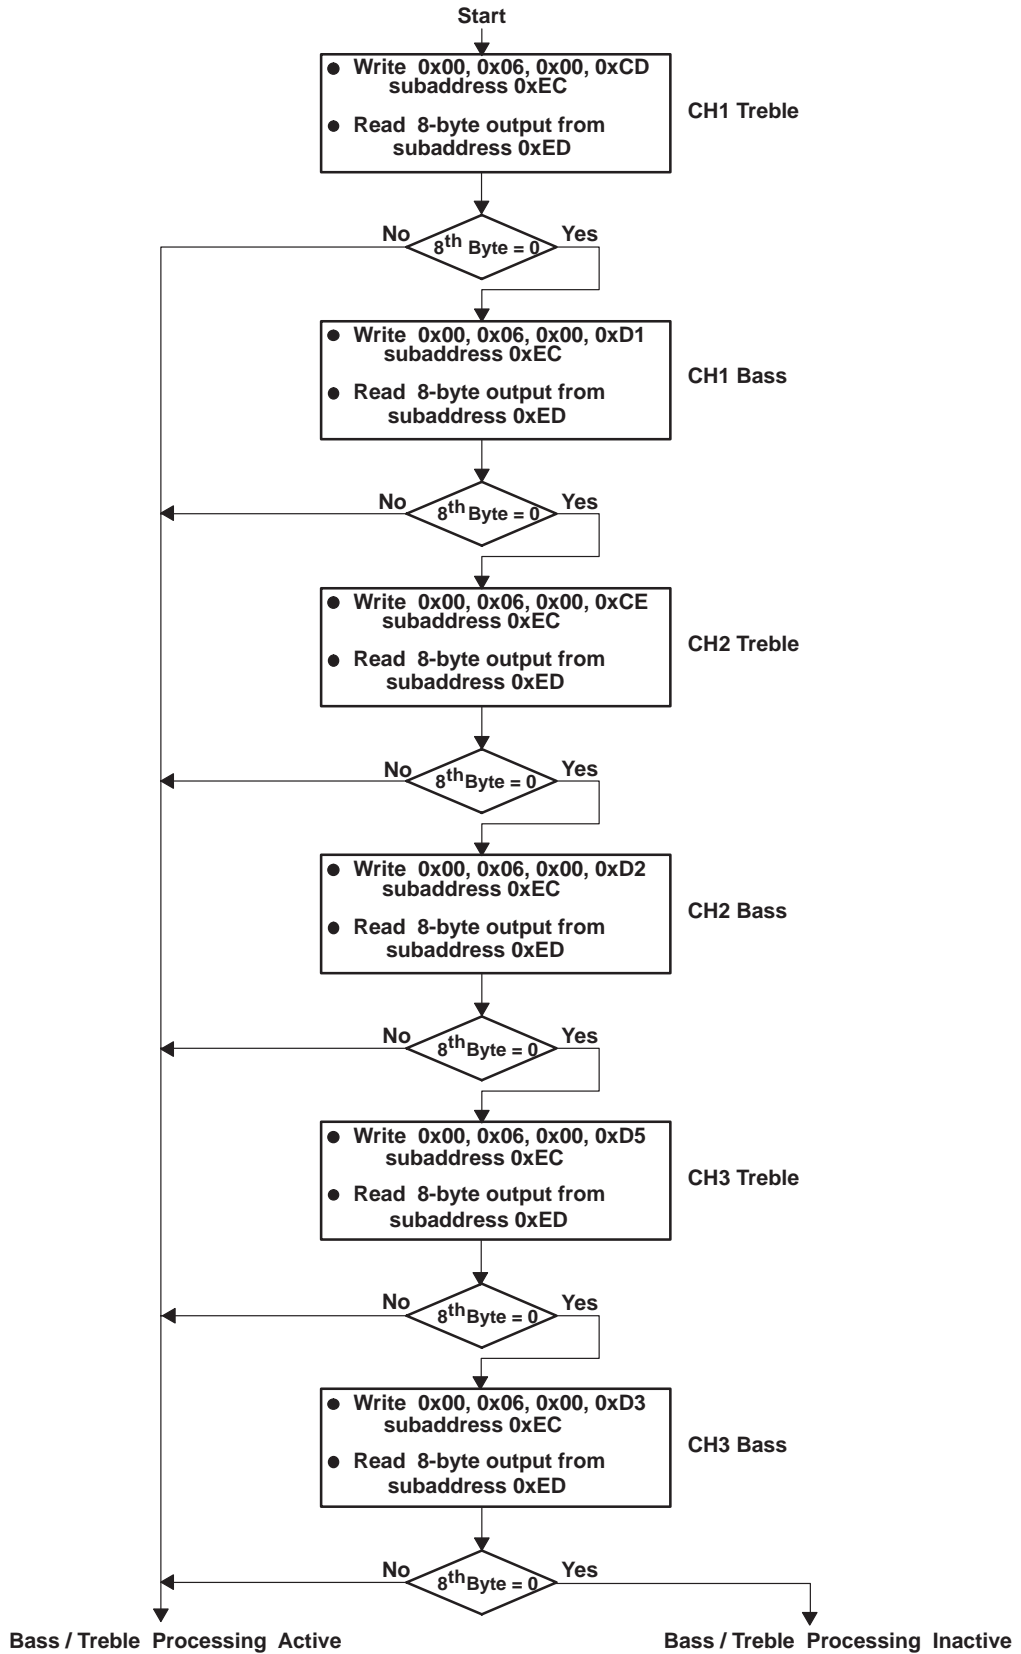 Start
● Write 0x00, 0x06, 0x00, 0xCD
subaddress 0xEC
● Read 8-byte output from
subaddress 0xED
CH1 Treble
No
8th Byte = 0
Yes
● Write 0x00, 0x06, 0x00, 0xD1
subaddress 0xEC
● Read 8-byte output from
subaddress 0xED
CH1 Bass
No
8th Byte = 0
Yes
● Write 0x00, 0x06, 0x00, 0xCE
subaddress 0xEC
● Read 8-byte output from
subaddress 0xED
CH2 Treble
No
8th Byte = 0
Yes
● Write 0x00, 0x06, 0x00, 0xD2
subaddress 0xEC
● Read 8-byte output from
subaddress 0xED
CH2 Bass
No
8th Byte = 0
Yes
● Write 0x00, 0x06, 0x00, 0xD5
subaddress 0xEC
● Read 8-byte output from
subaddress 0xED
CH3 Treble
No
8th Byte = 0
Yes
● Write 0x00, 0x06, 0x00, 0xD3
subaddress 0xEC
● Read 8-byte output from
subaddress 0xED
CH3 Bass
No
8th Byte = 0
Yes
Bass / Treble Processing Active
Bass / Treble Processing Inactive